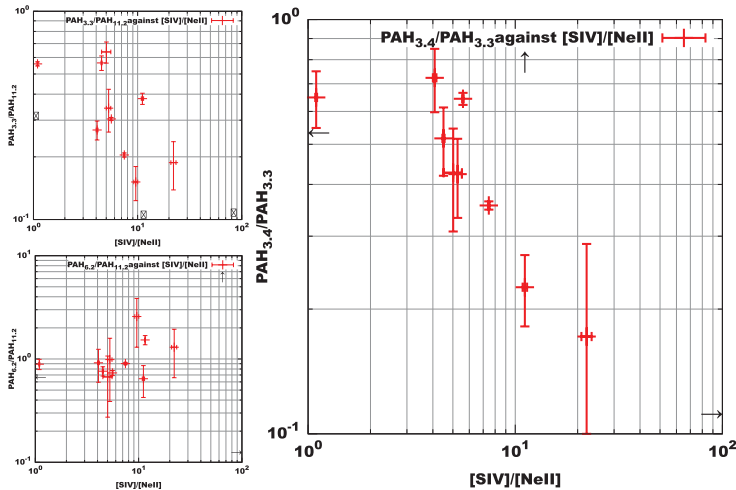 PAH3.3/PAH11.2 against [SIV]/[NeII]
10^0
PAH3.3/PAH11.2
10^-1
10^0 10^1 10^2
[SIV]/[NeII]
PAH6.2/PAH11.2 against [SIV]/[NeII]
10^1
10^0
PAH6.2/PAH11.2
10^-1
10^0 10^1 10^2
[SIV]/[NeII]
PAH3.4/PAH3.3 against [SIV]/[NeII]
10^0
PAH3.4/PAH3.3
10^-1
10^0 10^1 10^2
[SIV]/[NeII]